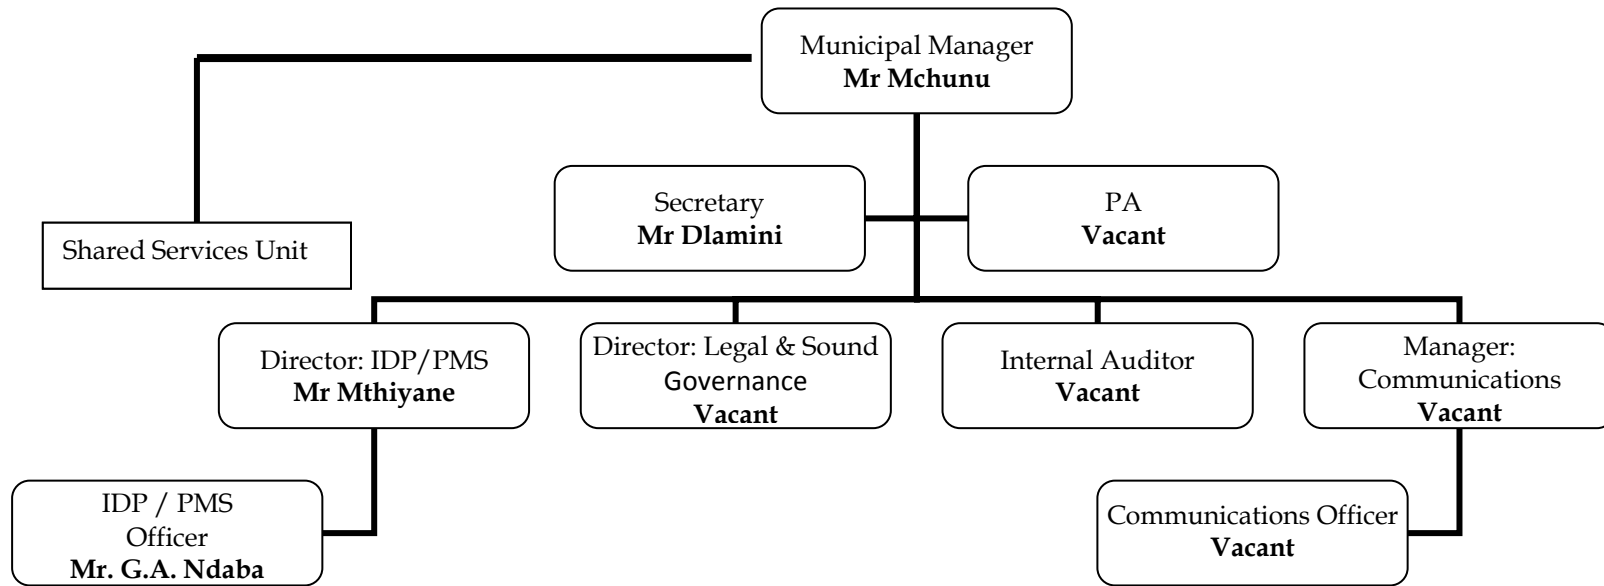 Municipal Manager
Mr Mchunu
Secretary
Mr Dlamini
PA
Vacant
Shared Services Unit
Director: IDP/PMS
Mr Mthiyane
Director: Legal & Sound
Governance
Vacant
Internal Auditor
Vacant
Manager:
Communications
Vacant
IDP / PMS
Officer
Mr. G.A. Ndaba
Communications Officer
Vacant